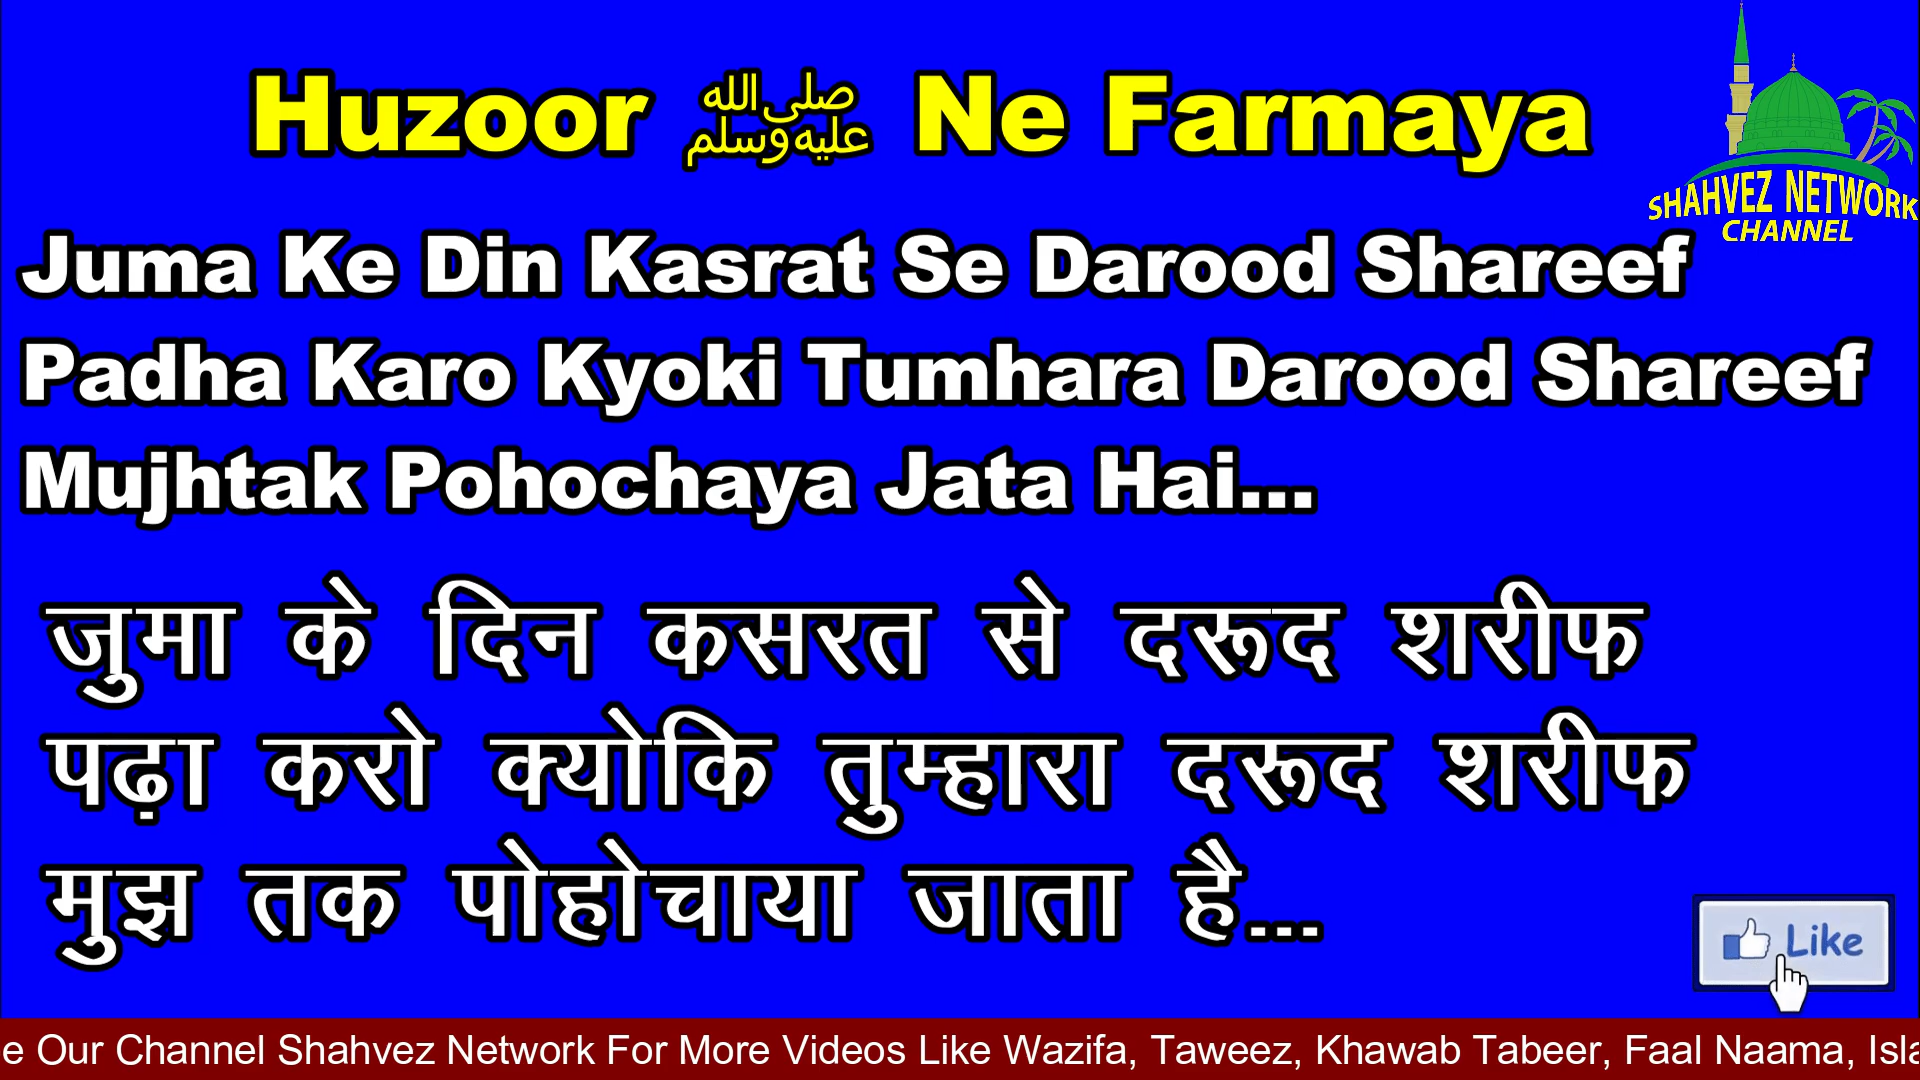 Huzoor ﷺ Ne Farmaya
SHAHVEZ NETWORK
CHANNEL
Juma Ke Din Kasrat Se Darood Shareef
Padha Karo Kyoki Tumhara Darood Shareef
Mujhtak Pohochaya Jata Hai...
जुमा के दिन कसरत से दरूद शरीफ
पढ़ा करो क्योकि तुम्हारा दरूद शरीफ
मुझ तक पोहोचाया जाता है...
Like
e Our Channel Shahvez Network For More Videos Like Wazifa, Taweez, Khawab Tabeer, Faal Naama, Isla